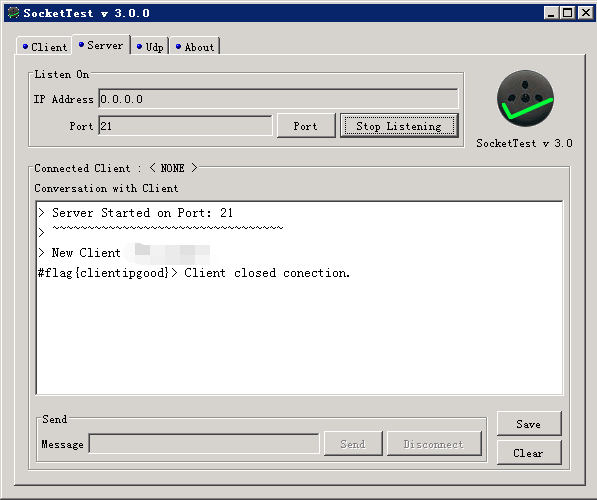 SocketTest v 3.0.0
Client Server Udp About
Listen On
IP Address 0.0.0.0
Port 21 Port Stop Listening
SocketTest v 3.0
Connected Client : < NONE >
Conversation with Client
> Server Started on Port: 21
> ~~~~~~~~~~~~~~~~~~~~~~~~~~~~~~~~~
> New Client
#flag{clientipgood}> Client closed conection.
Send
Message Send Disconnect
Save
Clear